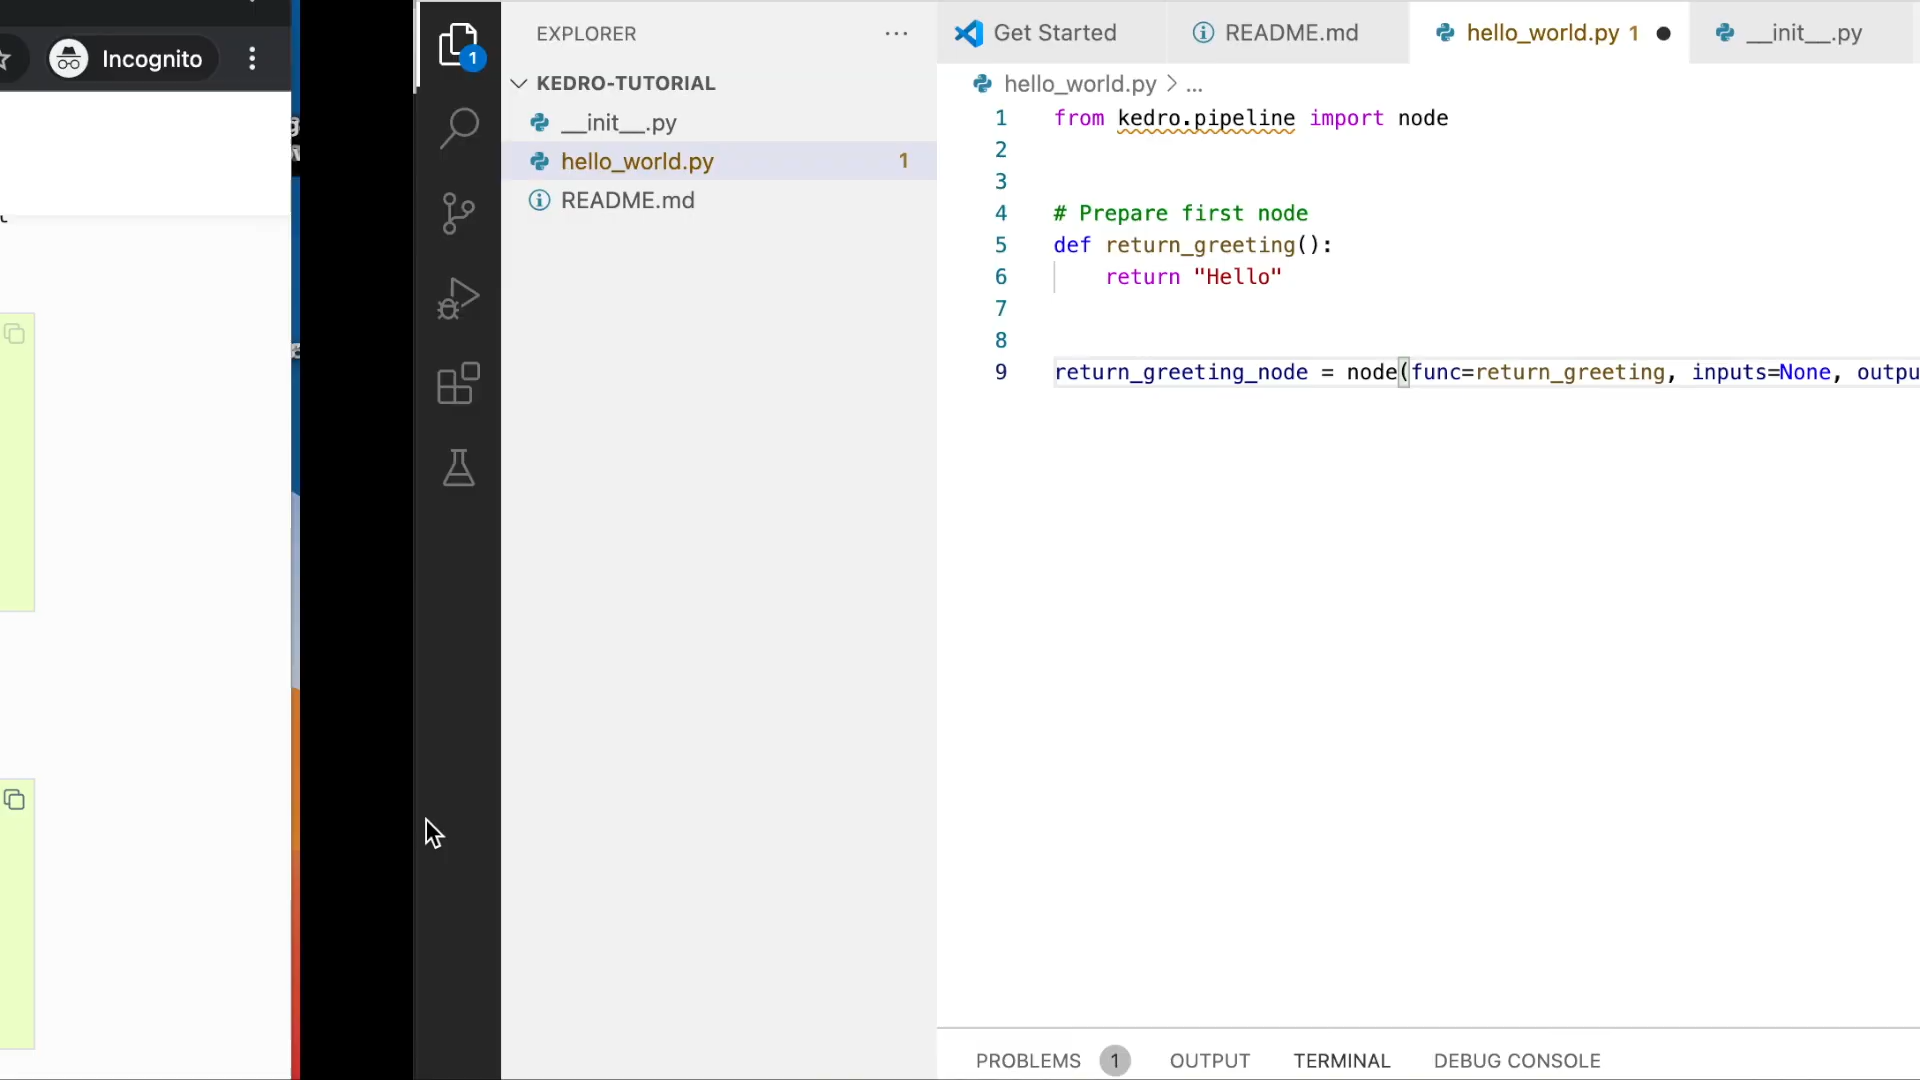 Incognito
1
EXPLORER
KEDRO-TUTORIAL
__init__.py
hello_world.py 1
README.md
Get Started
README.md
hello_world.py 1
__init__.py
hello_world.py > ...
1 from kedro.pipeline import node
2
3
4 # Prepare first node
5 def return_greeting():
6 return "Hello"
7
8
9 return_greeting_node = node(func=return_greeting, inputs=None, outpu
PROBLEMS 1 OUTPUT TERMINAL DEBUG CONSOLE